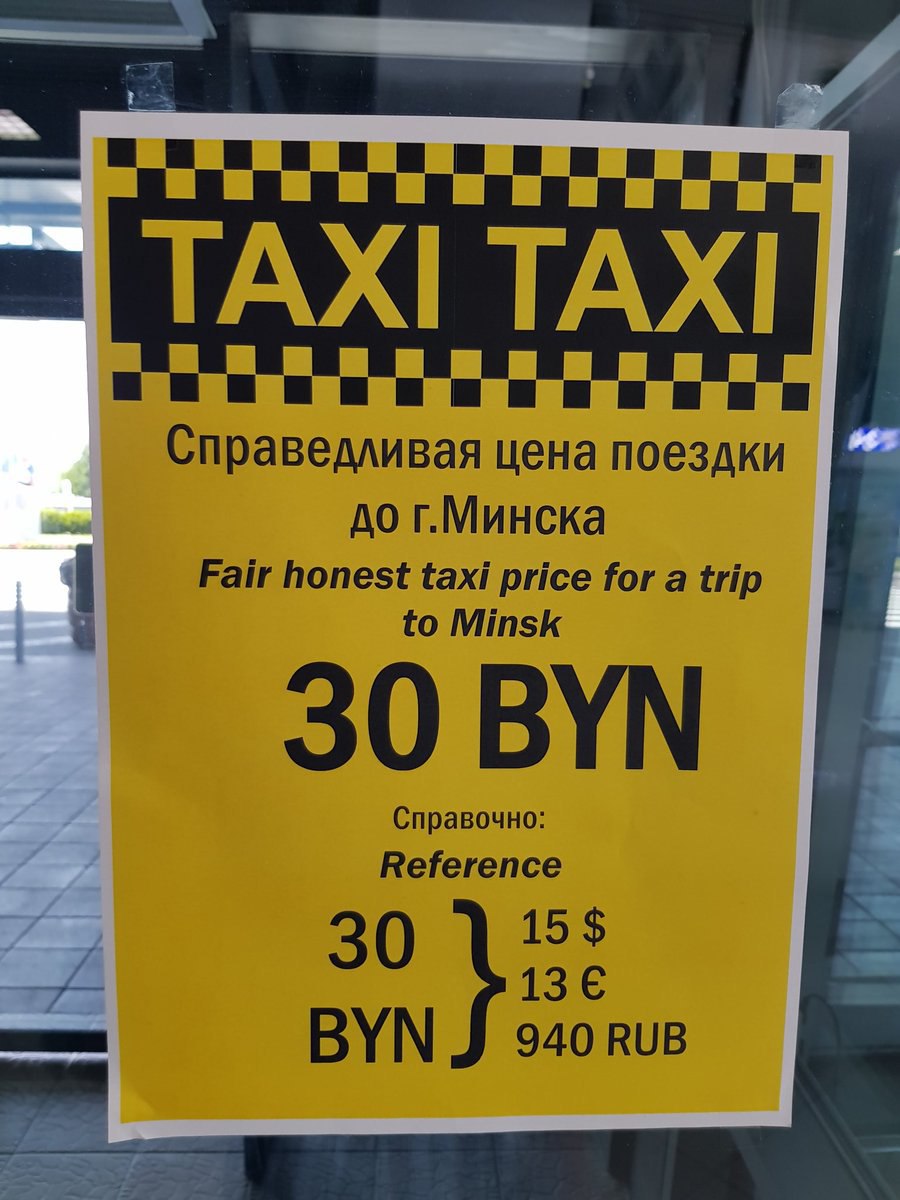 TAXI TAXI
Справедливая цена поездки
до г.Минска
Fair honest taxi price for a trip
to Minsk
30 BYN
Справочно:
Reference
30
BYN
}
15 $
13 €
940 RUB